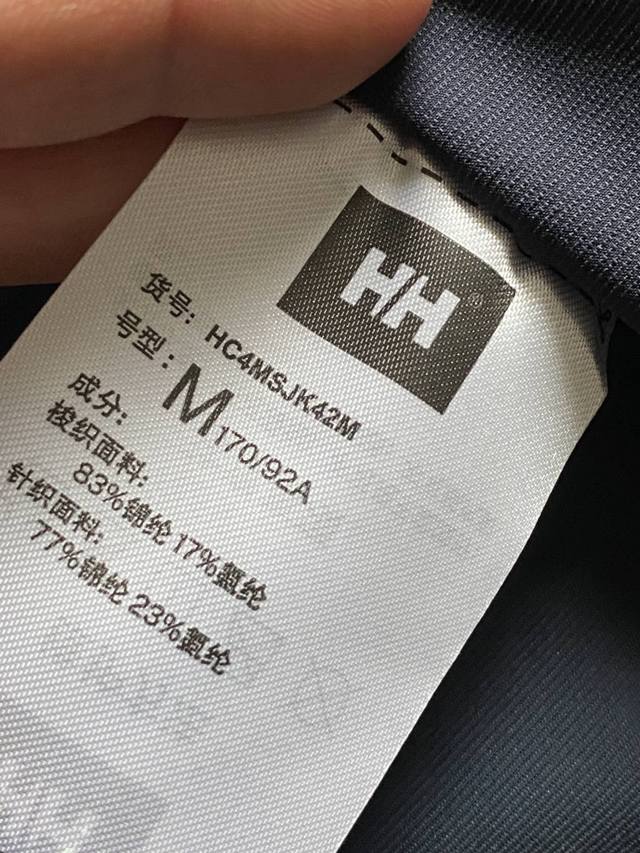 HH®
货号: HC4MSJK42M
号型: M 170/92A
成分:
梭织面料:
83%锦纶 17%氨纶
针织面料:
77%锦纶 23%氨纶